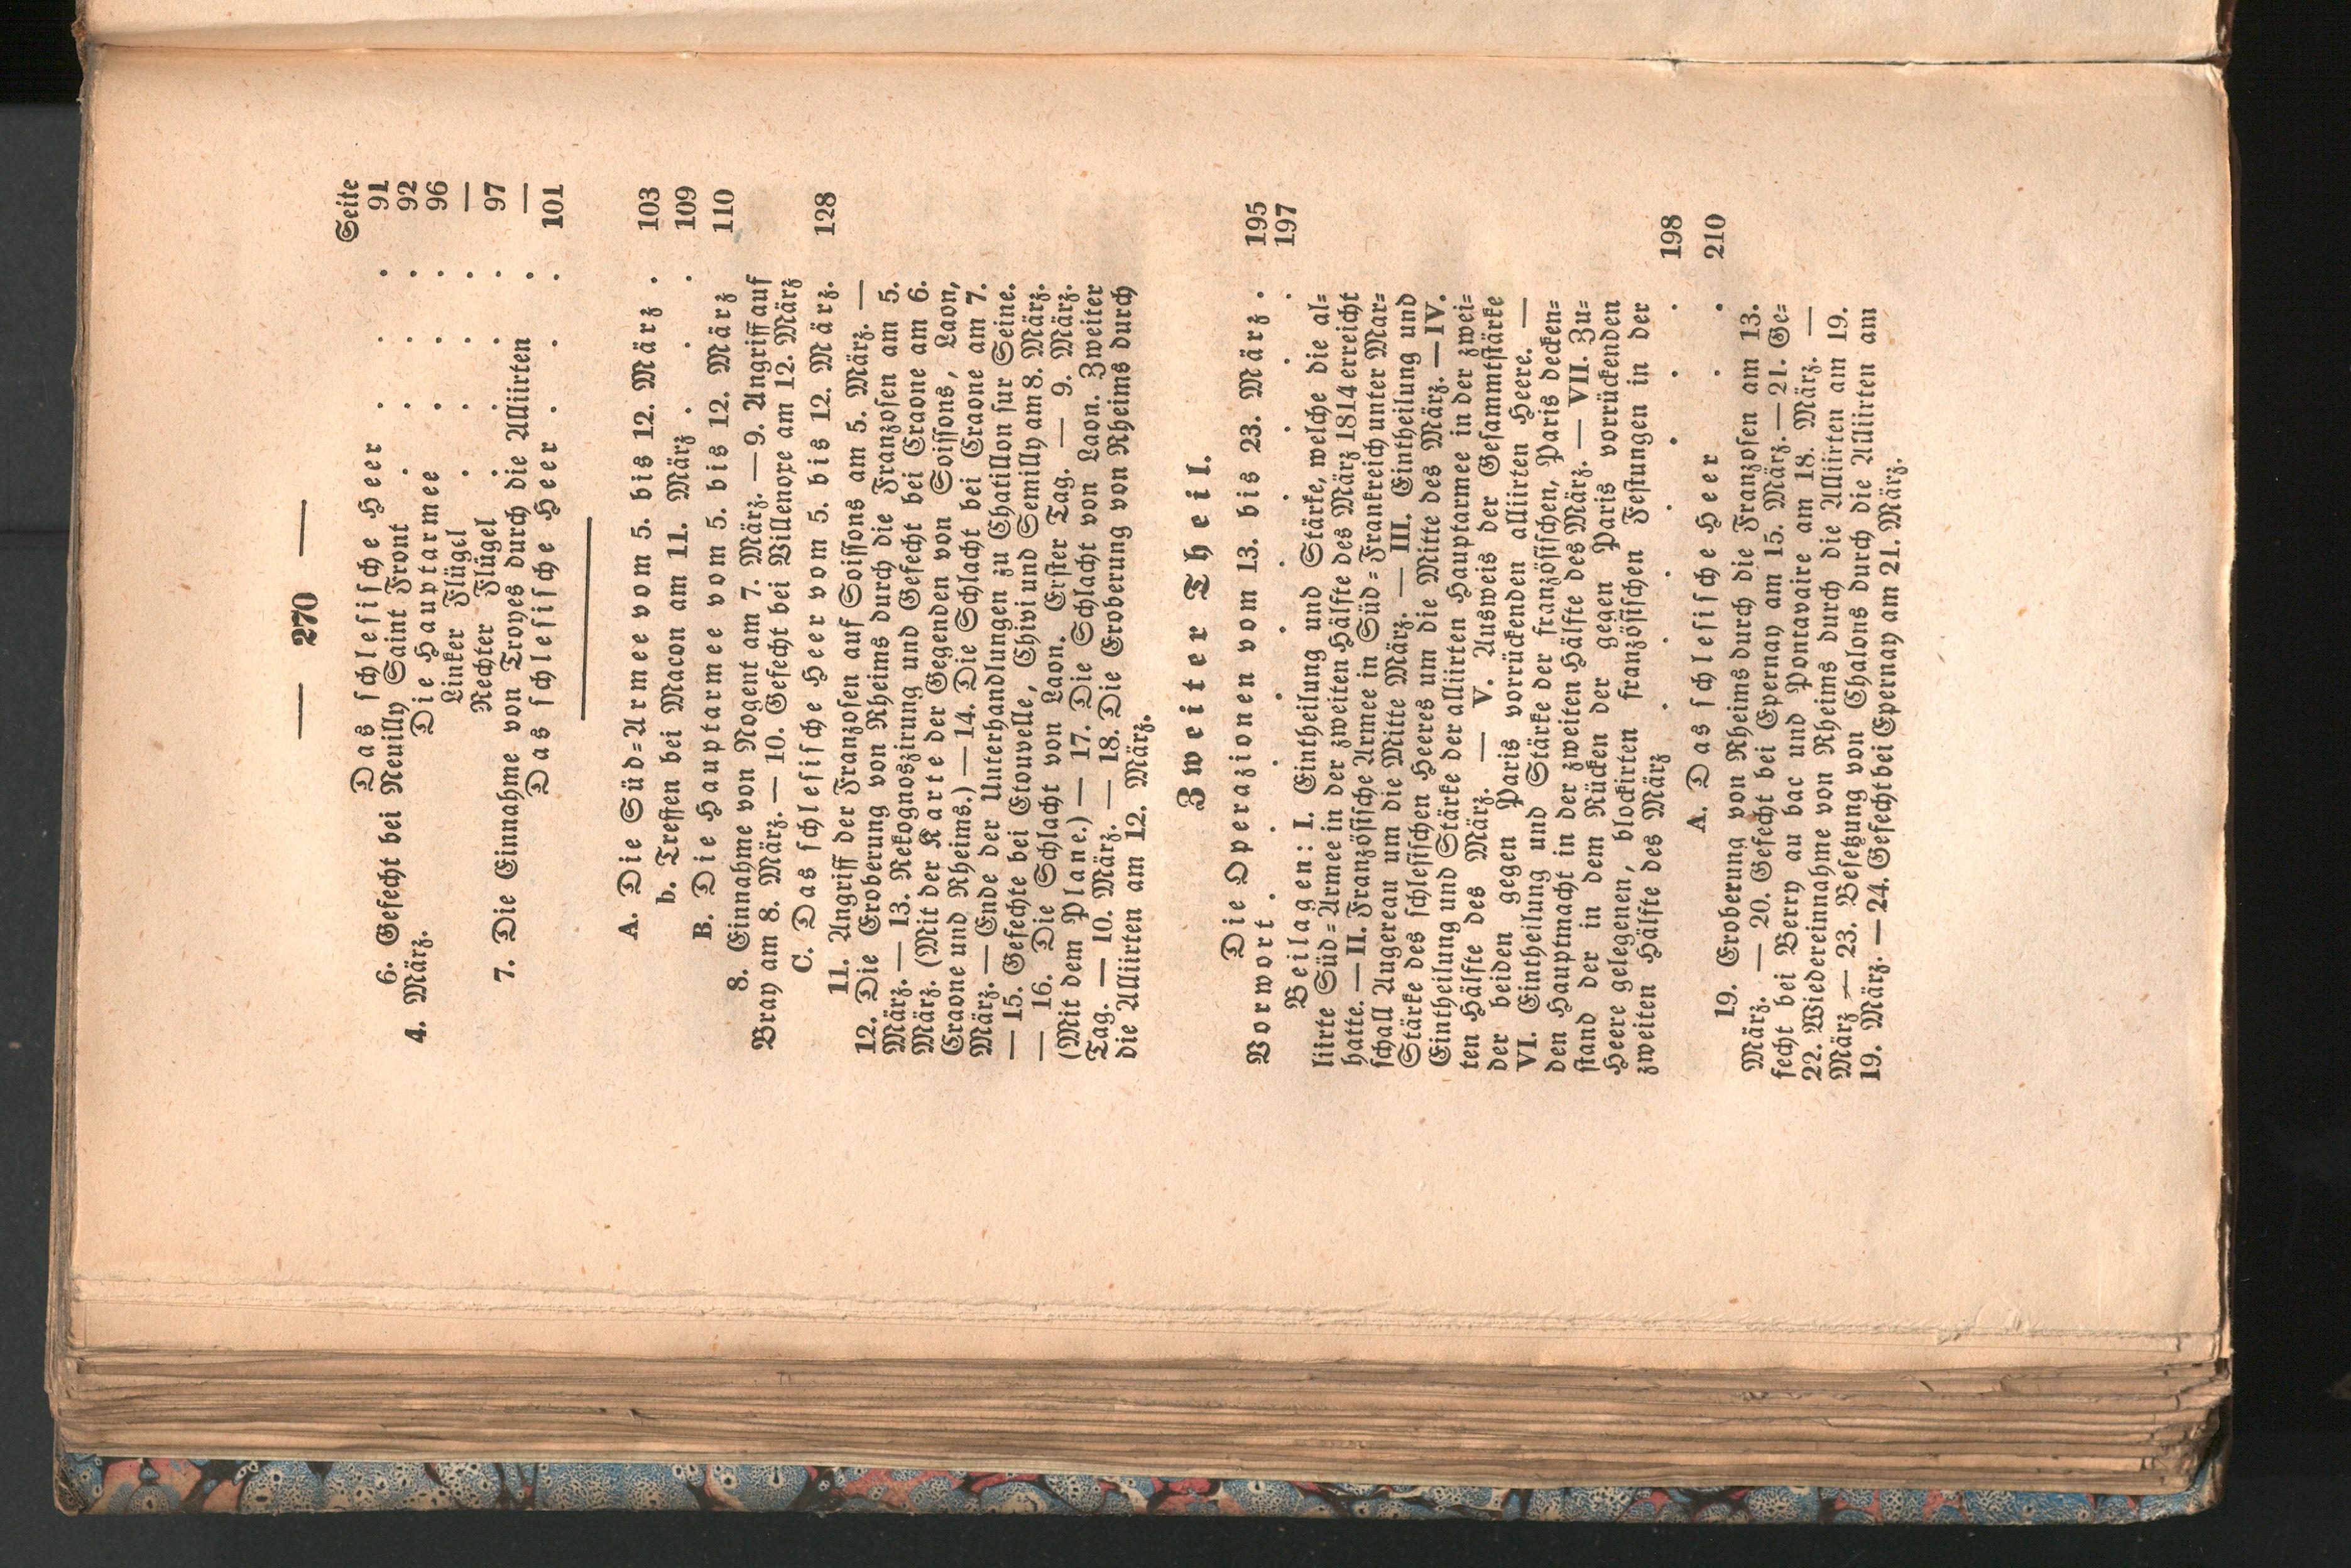 — 270 —
Seite
Das schlesische Heer . . . 91
6. Gefecht bei Neuilly Saint Front . . . . 92
4. März. Die Hauptarmee . . . 96
Linker Flügel . . . . —
Rechter Flügel . . . 97
7. Die Einnahme von Troyes durch die Alliirten . —
Das schlesische Heer . . . 101
A. Die Süd=Armee vom 5. bis 12. März . 103
b. Treffen bei Macon am 11. März . . . 109
B. Die Hauptarmee vom 5. bis 12. März 110
8. Einnahme von Nogent am 7. März. — 9. Angriff auf
Bray am 8. März. — 10. Gefecht bei Villenoxe am 12. März
C. Das schlesische Heer vom 5. bis 12. März. 128
11. Angriff der Franzosen auf Soissons am 5. März. —
12. Die Eroberung von Rheims durch die Franzosen am 5.
März. — 13. Rekognoszirung und Gefecht bei Craone am 6.
März. (Mit der Karte der Gegenden von Soissons, Laon,
Craone und Rheims.) — 14. Die Schlacht bei Craone am 7.
März. — Ende der Unterhandlungen zu Chatillon sur Seine.
— 15. Gefechte bei Etouvelle, Chivi und Semilly am 8. März.
— 16. Die Schlacht von Laon. Erster Tag. — 9. März.
(Mit dem Plane.) — 17. Die Schlacht von Laon. Zweiter
Tag. — 10. März. — 18. Die Eroberung von Rheims durch
die Alliirten am 12. März.
Zweiter Theil.
Die Operazionen vom 13. bis 23. März . 195
Vorwort . . . . . . . . . . 197
Beilagen: I. Eintheilung und Stärke, welche die al=
liirte Süd=Armee in der zweiten Hälfte des März 1814 erreicht
hatte. — II. Französische Armee in Süd=Frankreich unter Mar=
schall Augereau um die Mitte März. — III. Eintheilung und
Stärke des schlesischen Heeres um die Mitte des März. — IV.
Eintheilung und Stärke der alliirten Hauptarmee in der zwei=
ten Hälfte des März. — V. Ausweis der Gesammtstärke
der beiden gegen Paris vorrückenden alliirten Heere. —
VI. Eintheilung und Stärke der französischen, Paris decken=
den Hauptmacht in der zweiten Hälfte des März. — VII. Zu=
stand der in dem Rücken der gegen Paris vorrückenden
Heere gelegenen, blockirten französischen Festungen in der
zweiten Hälfte des März . . . . . . . 198
A. Das schlesische Heer . . 210
19. Eroberung von Rheims durch die Franzosen am 13.
März. — 20. Gefecht bei Epernay am 15. März. — 21. Ge=
fecht bei Berry au bac und Pontavaire am 18. März. —
22. Wiedereinnahme von Rheims durch die Alliirten am 19.
März — 23. Besetzung von Chalons durch die Alliirten am
19. März. — 24. Gefecht bei Epernay am 21. März.